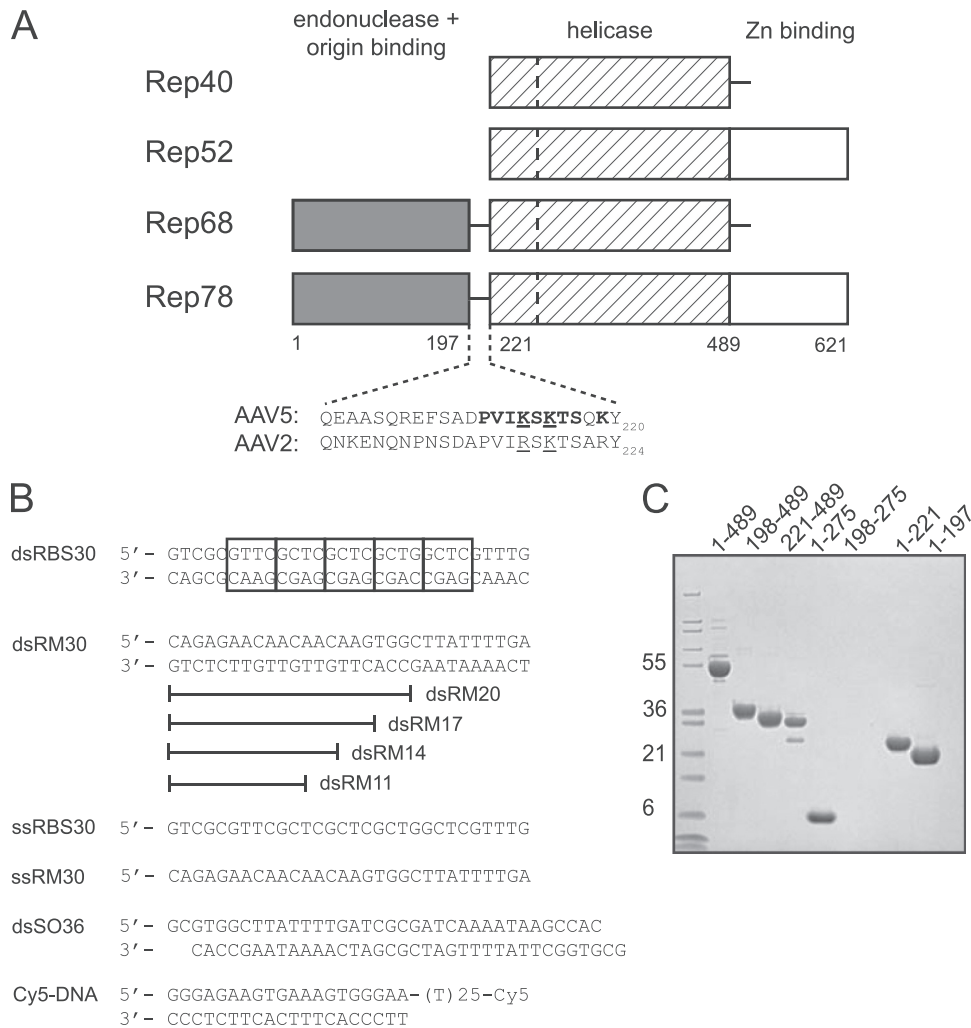 A
endonuclease +
origin binding
helicase
Zn binding
Rep40
Rep52
Rep68
Rep78
1 197 221 489 621
AAV5: QEAASQREFSADPVIKSKTSQKY220
AAV2: QNKENQNPNSDAPVIRSKTSARY224
B
dsRBS30 5′- GTCGCGTTCGCTCGCTCGCTGGCTCGTTTG
3′- CAGCGCAAGCGAGCGAGCGACCGAGCAAAC
dsRM30 5′- CAGAGAACAACAACAAGTGGCTTATTTTGA
3′- GTCTCTTGTTGTTGTTCACCGAATAAAACT
dsRM20
dsRM17
dsRM14
dsRM11
ssRBS30 5′- GTCGCGTTCGCTCGCTCGCTGGCTCGTTTG
ssRM30 5′- CAGAGAACAACAACAAGTGGCTTATTTTGA
dsSO36 5′- GCGTGGCTTATTTTGATCGCGATCAAAATAAGCCAC
3′- CACCGAATAAAACTAGCGCTAGTTTTATTCGGTGCG
Cy5-DNA 5′- GGGAGAAGTGAAAGTGGGAA-(T)25-Cy5
3′- CCCTCTTCACTTTCACCCTT
C
1-489
198-489
221-489
1-275
198-275
1-221
1-197
55
36
21
6